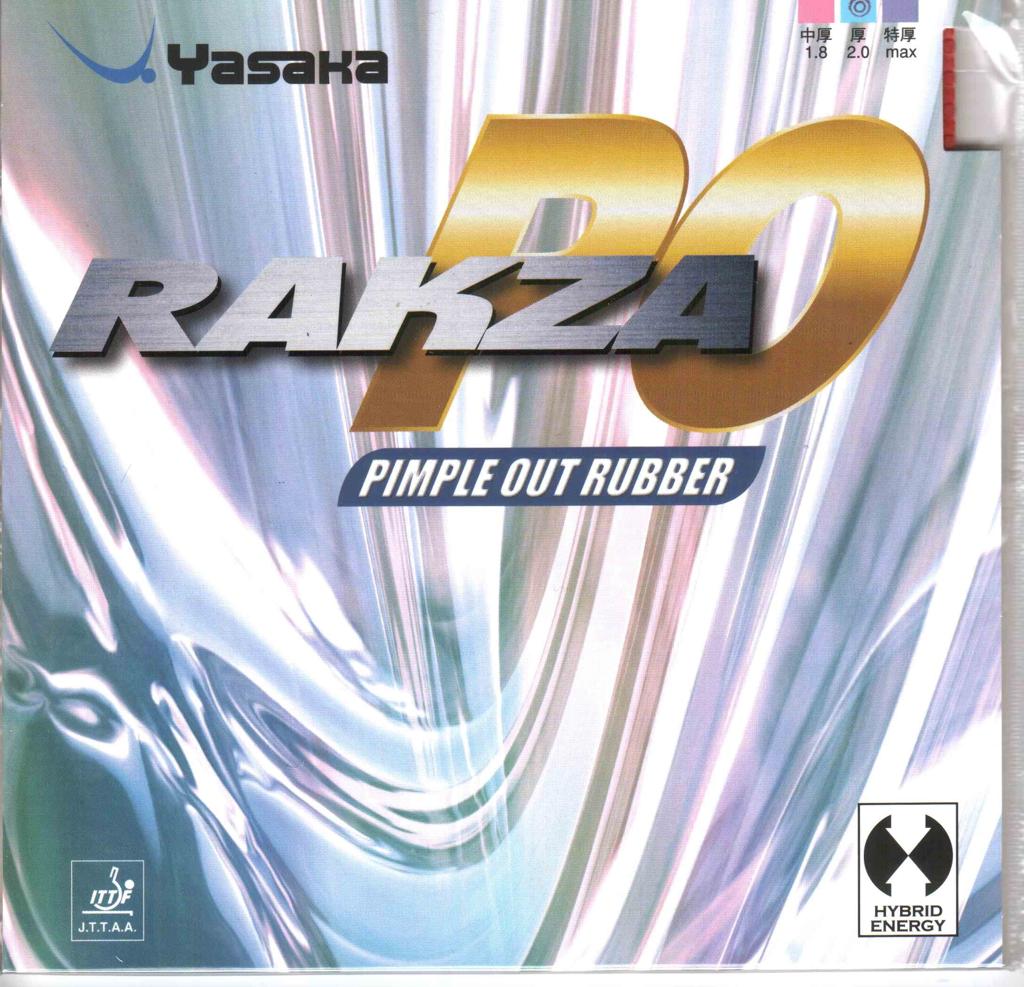 Yasaka
中厚 厚 特厚
1.8 2.0 max
PO
RAKZA
PIMPLE OUT RUBBER
ITTF
J.T.T.A.A.
HYBRID
ENERGY